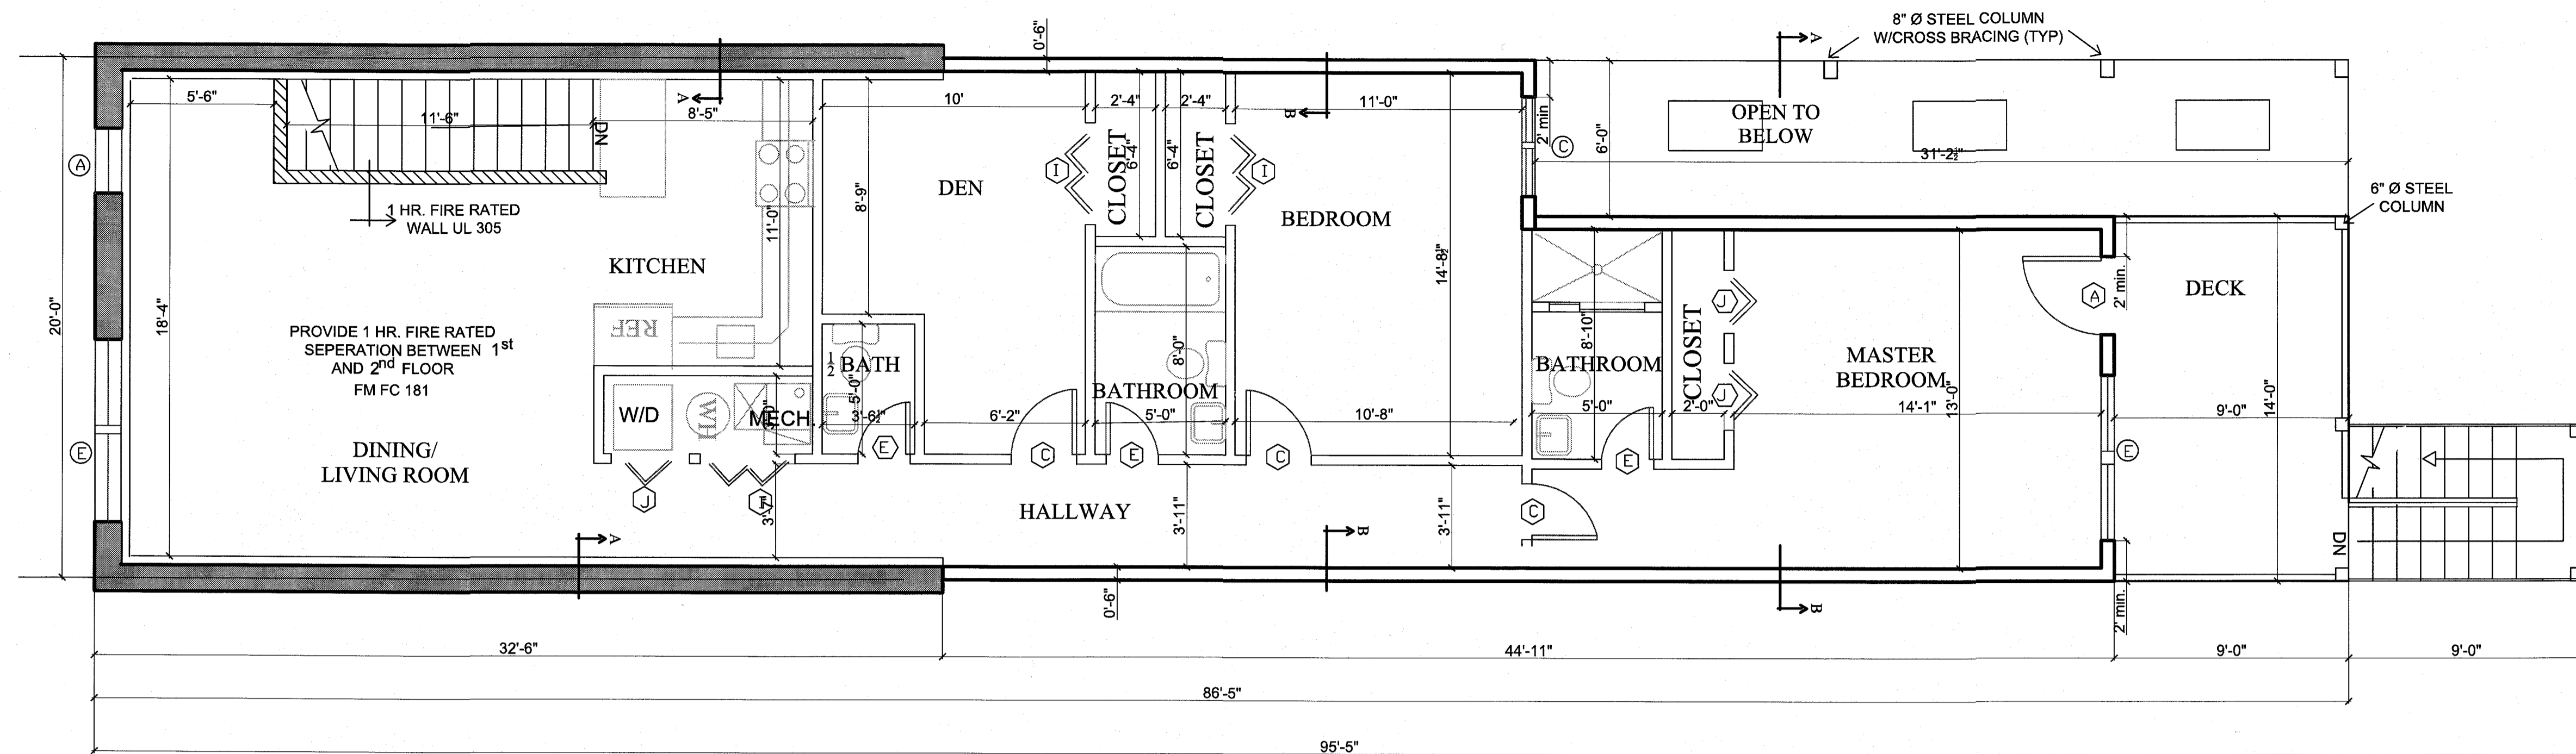 8" Ø STEEL COLUMN
W/CROSS BRACING (TYP)
0'-6"
A
5'-6"
11'-6"
DN
A
8'-5"
10'
2'-4"
2'-4"
B
11'-0"
2' min
C
6'-0"
OPEN TO
BELOW
31'-2½"
A
I
CLOSET
6'-4"
6'-4"
CLOSET
I
DEN
8'-9"
BEDROOM
6" Ø STEEL
COLUMN
1 HR. FIRE RATED
WALL UL 305
11'-0"
KITCHEN
REF
14'-8½"
20'-0"
18'-4"
PROVIDE 1 HR. FIRE RATED
SEPERATION BETWEEN 1st
AND 2nd FLOOR
FM FC 181
2' min.
DECK
A
J
CLOSET
J
8'-10"
BATHROOM
MASTER
BEDROOM
13'-0"
14'-0"
½ BATH
5'-0"
3'-6½"
8'-0"
BATHROOM
W/D
WH
MECH.
6'-2"
5'-0"
10'-8"
5'-0"
2'-0"
14'-1"
9'-0"
E
DINING/
LIVING ROOM
E
C
E
C
E
E
J
3'-7"
HALLWAY
3'-11"
3'-11"
C
A
B
DN
0'-6"
B
2' min.
32'-6"
44'-11"
9'-0"
9'-0"
86'-5"
95'-5"